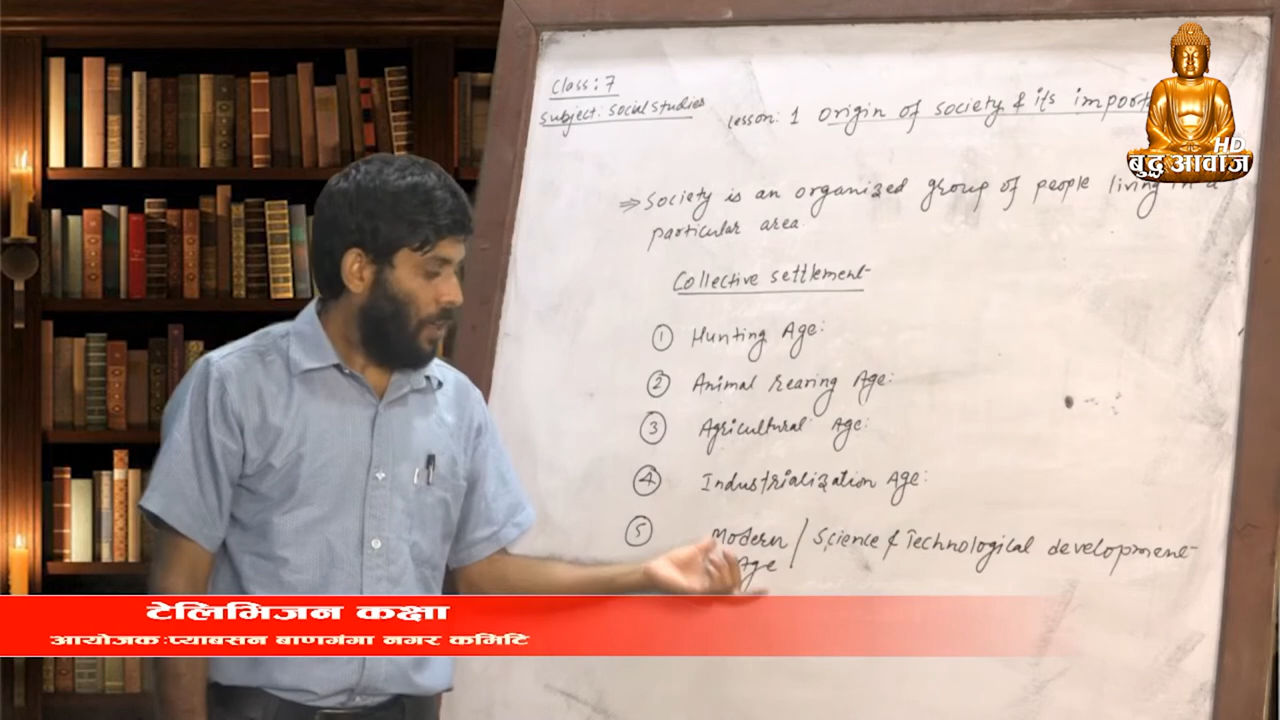 Class: 7
Subject: Social studies
Lesson: 1 Origin of society & its
HD
बुद्ध आवाज
⇒ Society is an organized group of people living in a
particular area.
Collective settlement
① Hunting Age:
② Animal rearing Age:
③ Agricultural Age:
④ Industrialization Age:
⑤ Modern / Science & Technological development
Age
टेलिभिजन कक्षा
आयोजक:प्याबसन बाणगंगा नगर कमिटि